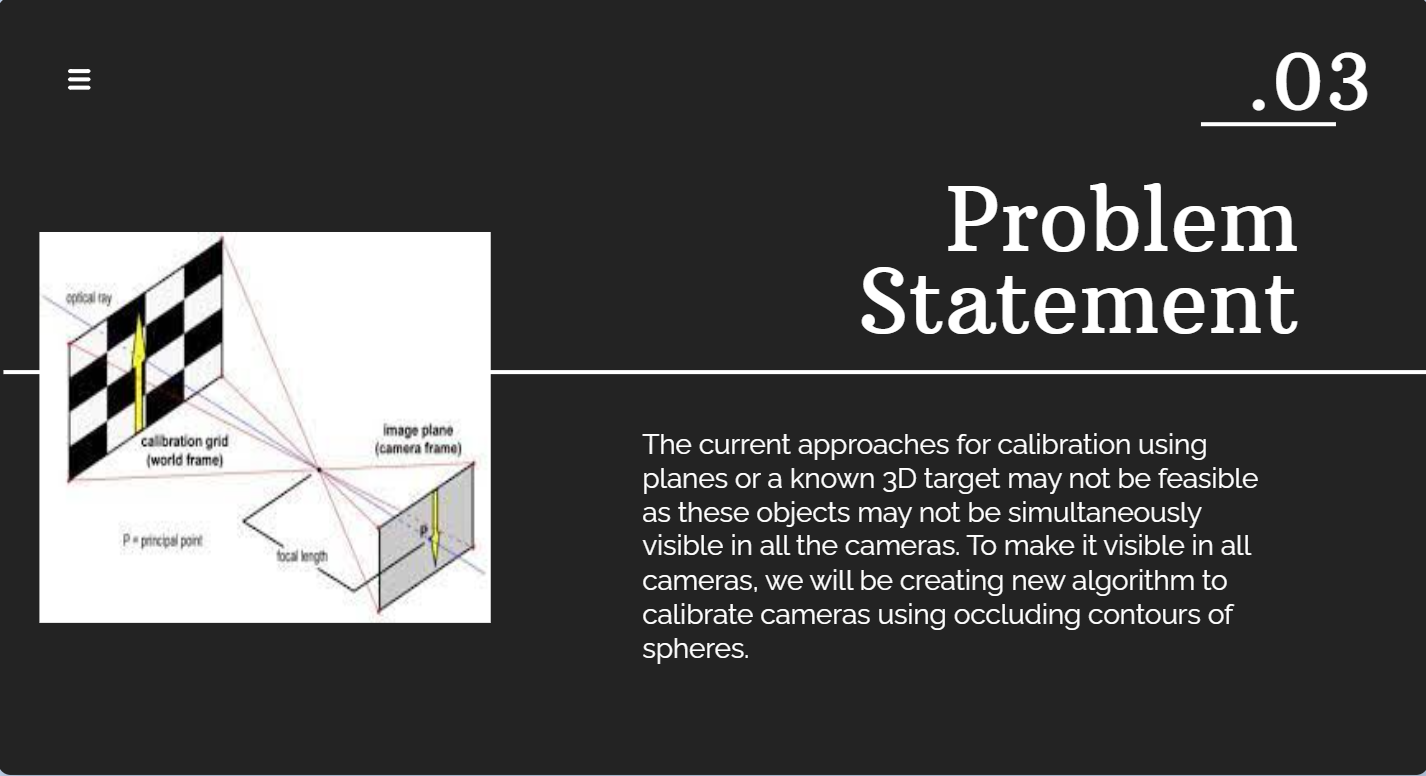 .03
Problem
Statement
optical ray
calibration grid
(world frame)
image plane
(camera frame)
P
P = principal point
focal length
The current approaches for calibration using
planes or a known 3D target may not be feasible
as these objects may not be simultaneously
visible in all the cameras. To make it visible in all
cameras, we will be creating new algorithm to
calibrate cameras using occluding contours of
spheres.